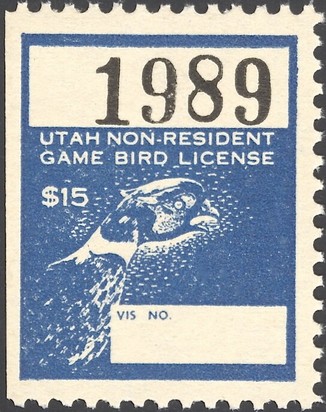 1989
UTAH NON-RESIDENT
GAME BIRD LICENSE
$15
VIS NO.